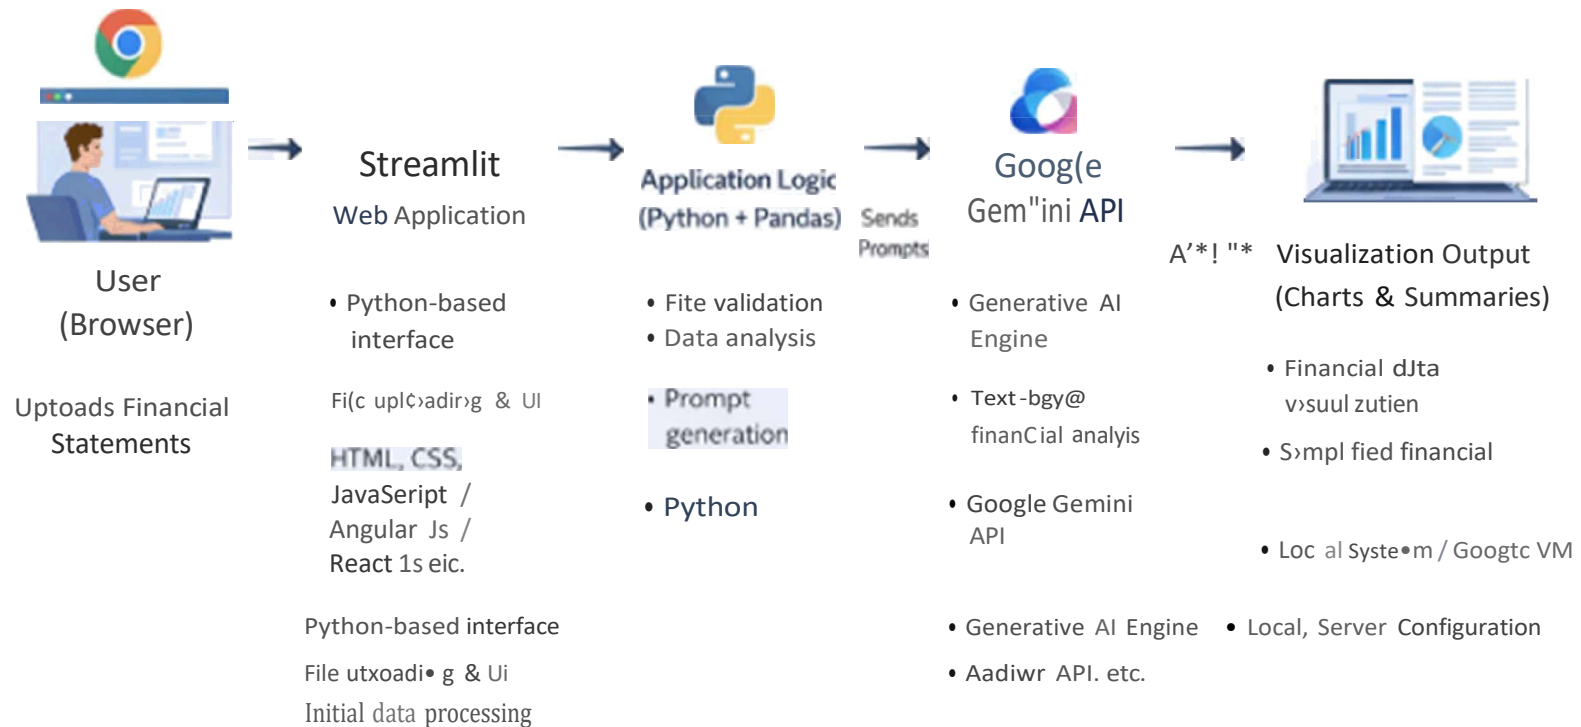 User
(Browser)
Uptoads Financial
Statements
Streamlit
Web Application
• Python-based
interface
Fi(c upl¢›adir›g & UI
HTML, CSS,
JavaSeript /
Angular Js /
React 1s eic.
Python-based interface
File utxoadi• g & Ui
Initial data processing
Application Logic
(Python + Pandas)
• Fite validation
• Data analysis
• Prompt
generation
• Python
Sends
Prompts
Goog(e
Gem"ini API
• Generative AI
Engine
• Text-bgy@
finanCial analyis
• Google Gemini
API
• Generative AI Engine
• Aadiwr API. etc.
A’*! "* Visualization Output
(Charts & Summaries)
• Financial dJta
v›suul zutien
• S›mpl fied financial
• Loc al Syste•m / Googtc VM
• Local, Server Configuration